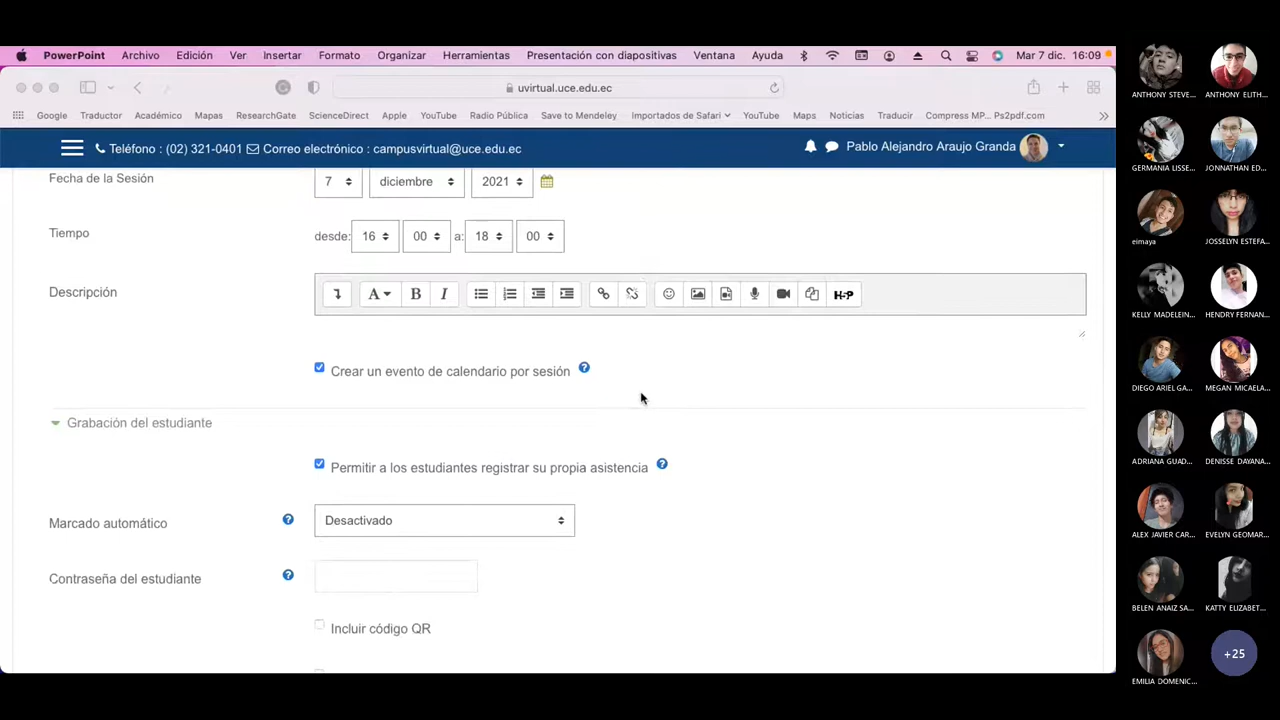 PowerPoint Archivo Edición Ver Insertar Formato Organizar Herramientas Presentación con diapositivas Ventana Ayuda Mar 7 dic. 16:09
uvirtual.uce.edu.ec
Google Traductor Académico Mapas ResearchGate ScienceDirect Apple YouTube Radio Pública Save to Mendeley Importados de Safari YouTube Maps Noticias Traducir Compress MP... Ps2pdf.com
Teléfono : (02) 321-0401 Correo electrónico : campusvirtual@uce.edu.ec Pablo Alejandro Araujo Granda
Fecha de la Sesión 7 diciembre 2021
Tiempo desde: 16 00 a: 18 00
Descripción A B I H-P
Crear un evento de calendario por sesión ?
Grabación del estudiante
Permitir a los estudiantes registrar su propia asistencia ?
Marcado automático ? Desactivado
Contraseña del estudiante ?
Incluir código QR
ANTHONY STEVE... ANTHONY ELITH...
GERMANIA LISSE... JONNATHAN ED...
eimaya JOSSELYN ESTEFA...
KELLY MADELEIN... HENDRY FERNAN...
DIEGO ARIEL GA... MEGAN MICAELA...
ADRIANA GUAD... DENISSE DAYANA...
ALEX JAVIER CAR... EVELYN GEOMAR...
BELEN ANAIZ SA... KATTY ELIZABET...
EMILIA DOMENIC... +25